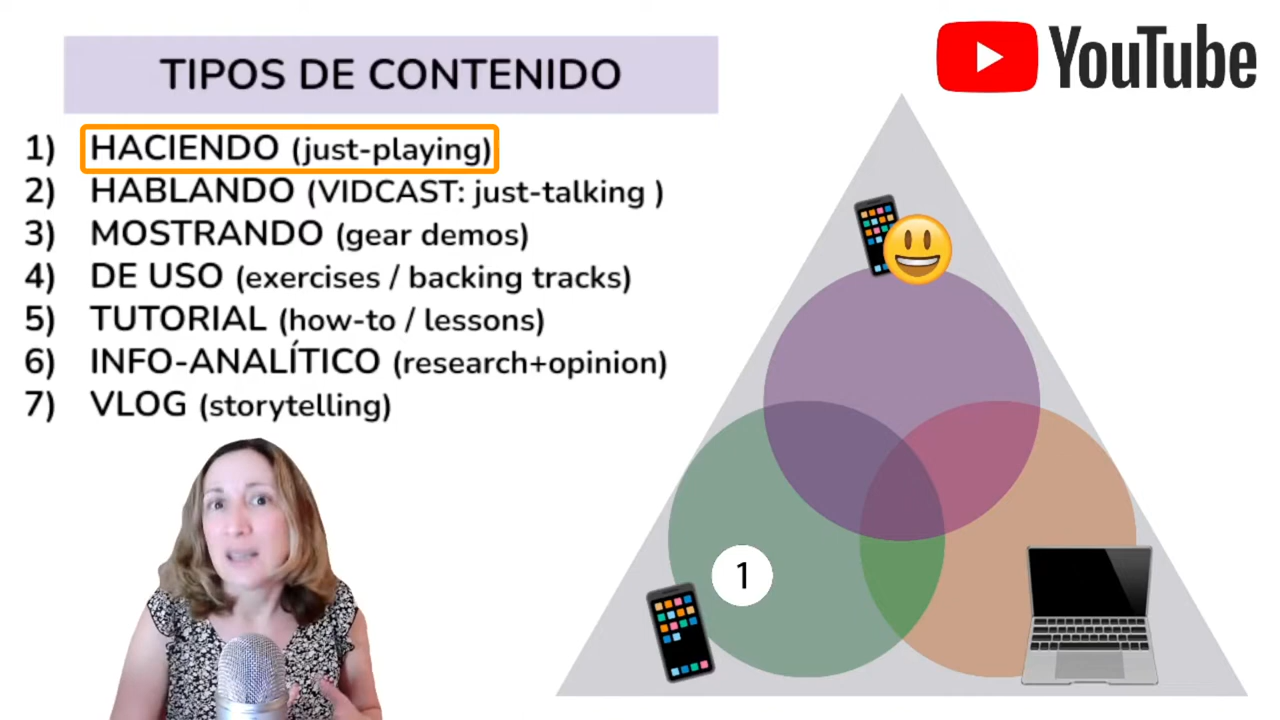 TIPOS DE CONTENIDO
YouTube
1) HACIENDO (just-playing)
2) HABLANDO (VIDCAST: just-talking )
3) MOSTRANDO (gear demos)
4) DE USO (exercises / backing tracks)
5) TUTORIAL (how-to / lessons)
6) INFO-ANALÍTICO (research+opinion)
7) VLOG (storytelling)
1